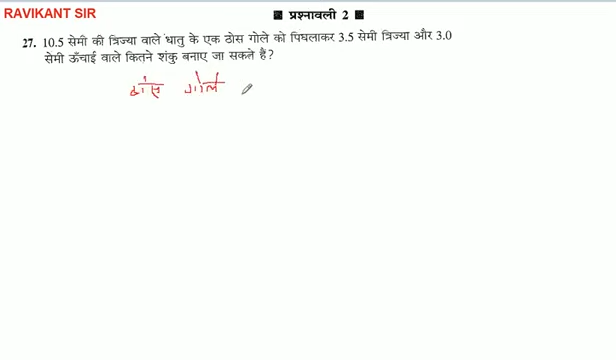 RAVIKANT SIR
■ प्रश्नावली 2 ■
27. 10.5 सेमी की त्रिज्या वाले धातु के एक ठोस गोले को पिघलाकर 3.5 सेमी त्रिज्या और 3.0
सेमी ऊँचाई वाले कितने शंकु बनाए जा सकते हैं?
ठोस गोले